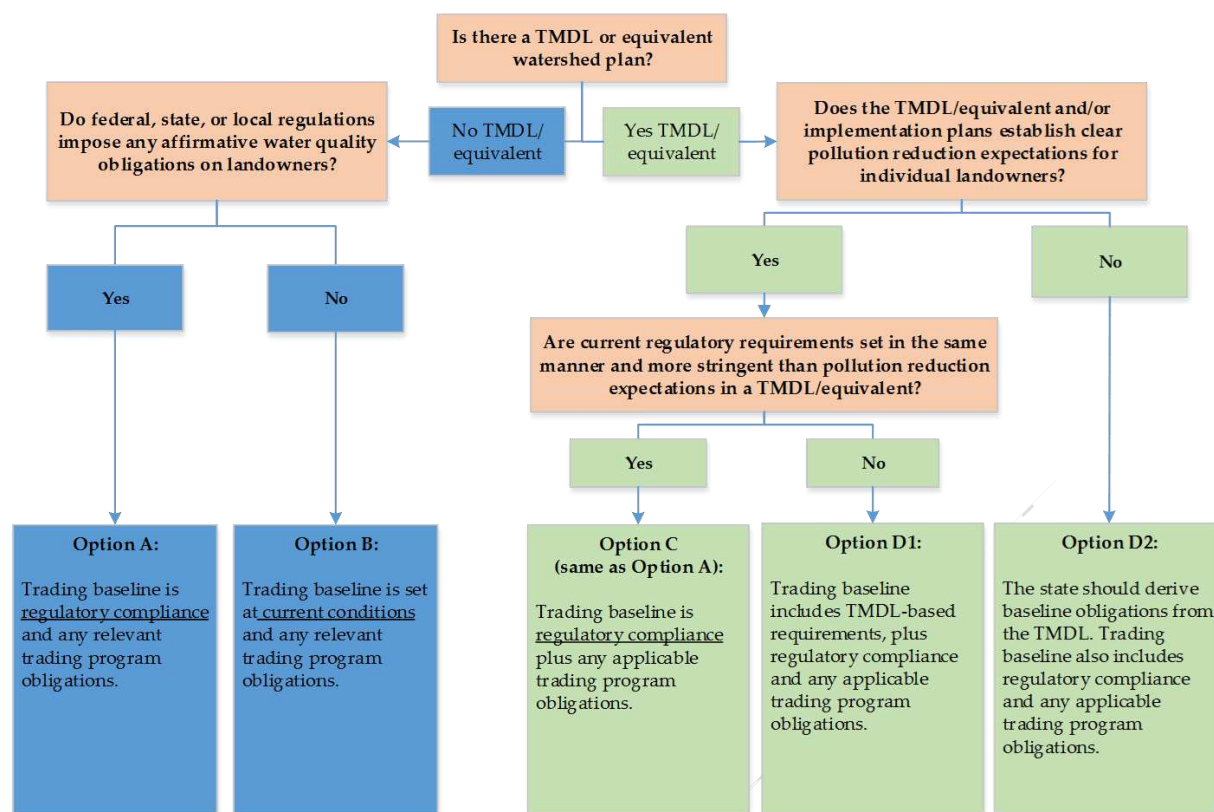 Is there a TMDL or equivalent
watershed plan?
Do federal, state, or local regulations
impose any affirmative water quality
obligations on landowners?
No TMDL/
equivalent
Yes TMDL/
equivalent
Does the TMDL/equivalent and/or
implementation plans establish clear
pollution reduction expectations for
individual landowners?
Yes
No
Yes
No
Are current regulatory requirements set in the same
manner and more stringent than pollution reduction
expectations in a TMDL/equivalent?
Yes
No
Option A:
Trading baseline is
regulatory compliance
and any relevant
trading program
obligations.
Option B:
Trading baseline is set
at current conditions
and any relevant
trading program
obligations.
Option C
(same as Option A):
Trading baseline is
regulatory compliance
plus any applicable
trading program
obligations.
Option D1:
Trading baseline
includes TMDL-based
requirements, plus
regulatory compliance
and any applicable
trading program
obligations.
Option D2:
The state should derive
baseline obligations from
the TMDL. Trading
baseline also includes
regulatory compliance
and any applicable
trading program
obligations.